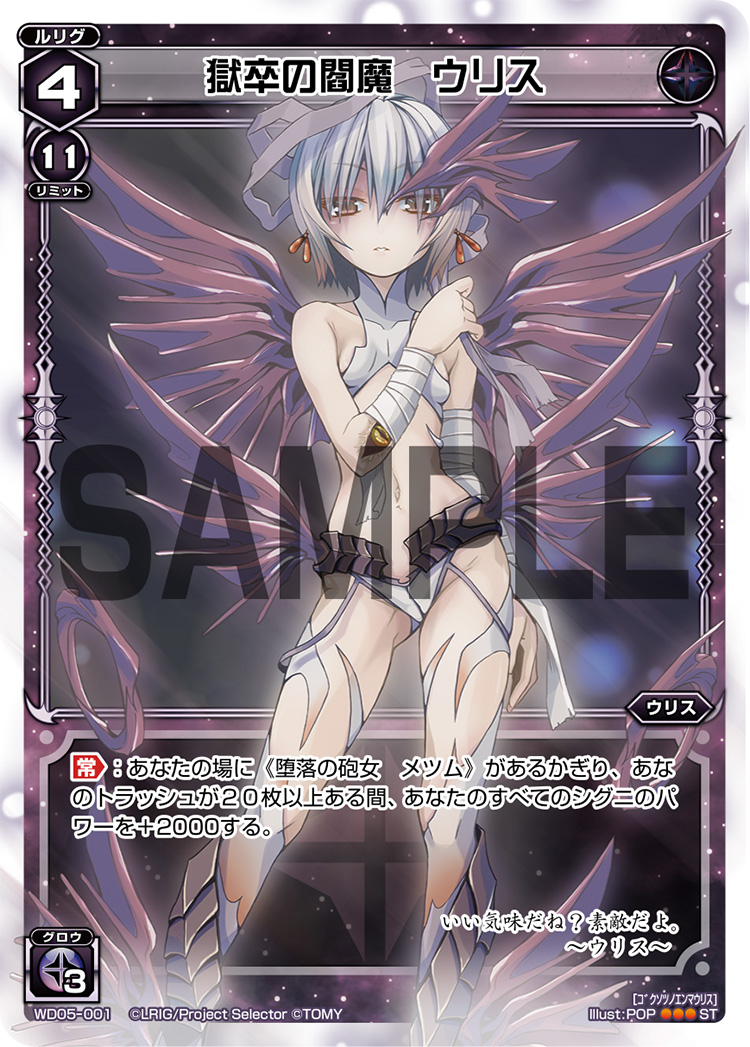 ルリグ
4
獄卒の閻魔　ウリス
11
リミット
SAMPLE
ウリス
常：あなたの場に《堕落の砲女　メツム》があるかぎり、あな
のトラッシュが20枚以上ある間、あなたのすべてのシグニのパ
ワーを＋2000する。
いい気味だね？素敵だよ。
～ウリス～
グロウ
3
[ｺﾞｸｿﾂﾉｴﾝﾏｳﾘｽ]
WD05-001 ©LRIG/Project Selector ©TOMY Illust:POP ST